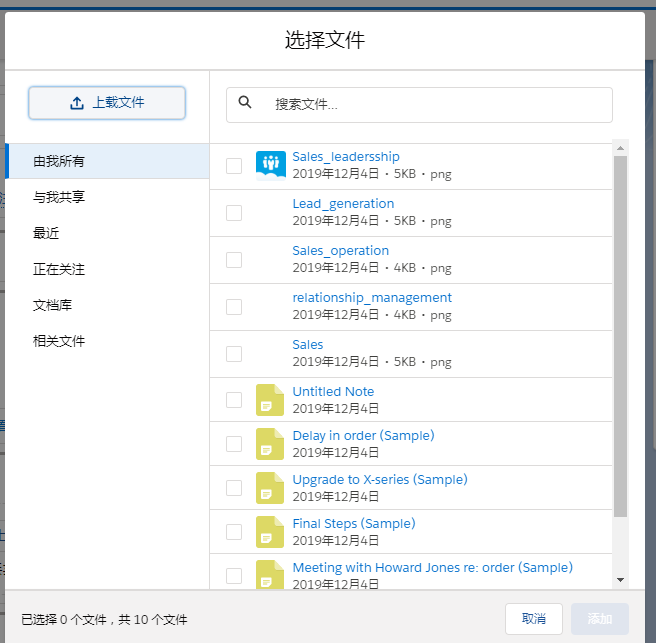 选择文件
上载文件
搜索文件...
由我所有
与我共享
最近
正在关注
文档库
相关文件
Sales_leadersship
2019年12月4日・5KB・png
Lead_generation
2019年12月4日・5KB・png
Sales_operation
2019年12月4日・4KB・png
relationship_management
2019年12月4日・4KB・png
Sales
2019年12月4日・5KB・png
Untitled Note
2019年12月4日
Delay in order (Sample)
2019年12月4日
Upgrade to X-series (Sample)
2019年12月4日
Final Steps (Sample)
2019年12月4日
Meeting with Howard Jones re: order (Sample)
2019年12月4日
已选择 0 个文件，共 10 个文件
取消
添加